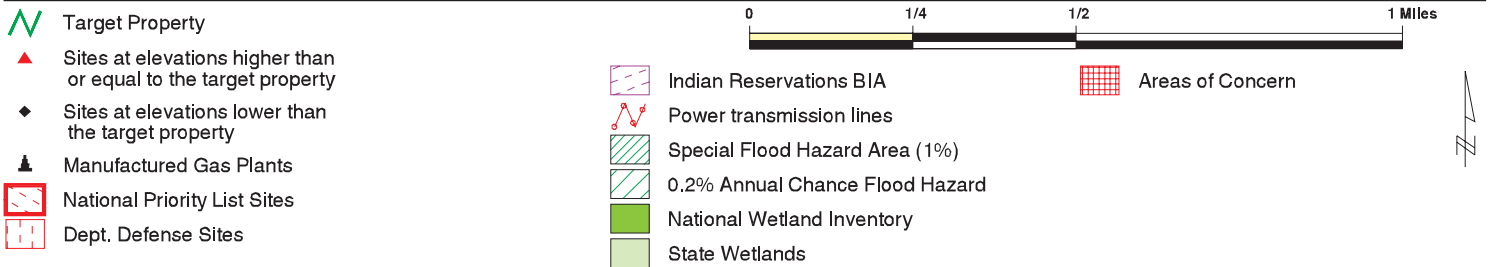 Target Property
Sites at elevations higher than
or equal to the target property
Sites at elevations lower than
the target property
Manufactured Gas Plants
National Priority List Sites
Dept. Defense Sites
0 1/4 1/2 1 Miles
Indian Reservations BIA
Power transmission lines
Special Flood Hazard Area (1%)
0.2% Annual Chance Flood Hazard
National Wetland Inventory
State Wetlands
Areas of Concern
N